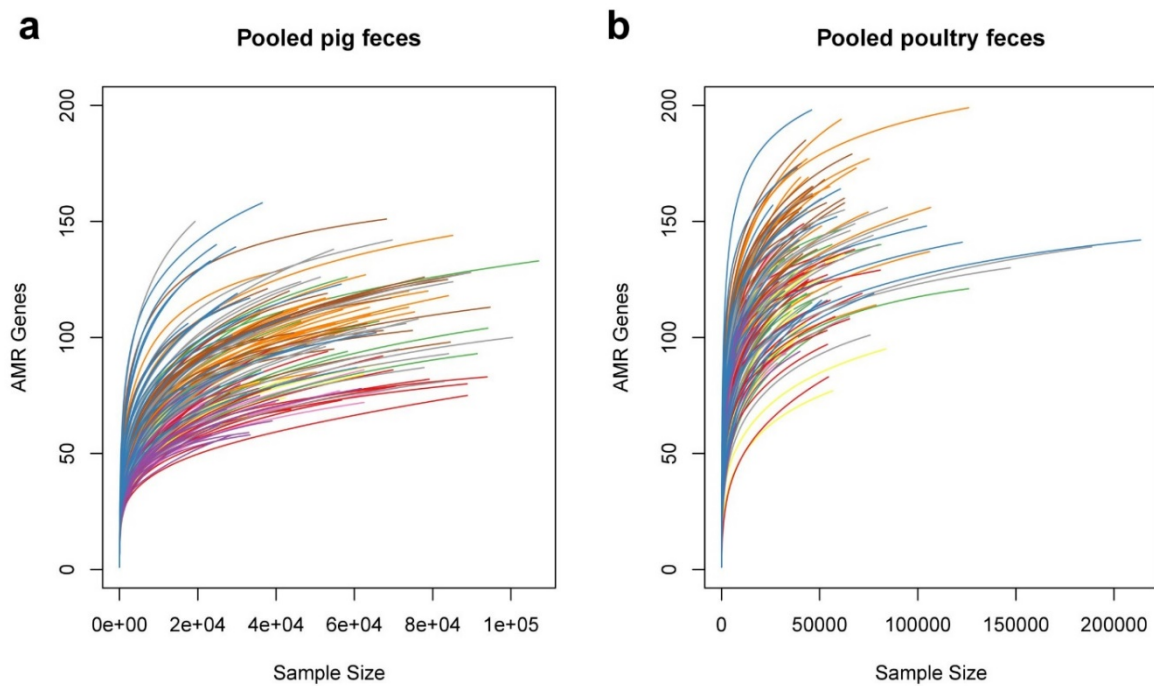 a
Pooled pig feces
AMR Genes
200
150
100
50
0
0e+00 2e+04 4e+04 6e+04 8e+04 1e+05
Sample Size
b
Pooled poultry feces
AMR Genes
200
150
100
50
0
0 50000 100000 150000 200000
Sample Size